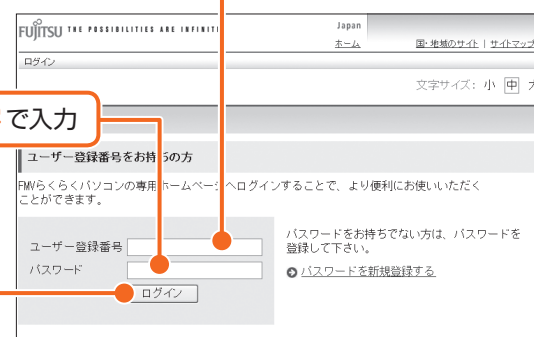 FUJITSU THE POSSIBILITIES ARE INFINIT
Japan
ホーム
国・地域のサイト | サイトマップ
ログイン
文字サイズ: 小 中
で入力
ユーザー登録番号をお持ちの方
FMVらくらくパソコンの専用ホームページへログインすることで、より便利にお使いいただく
ことができます。
ユーザー登録番号
パスワード
ログイン
パスワードをお持ちでない方は、パスワードを
登録して下さい。
パスワードを新規登録する